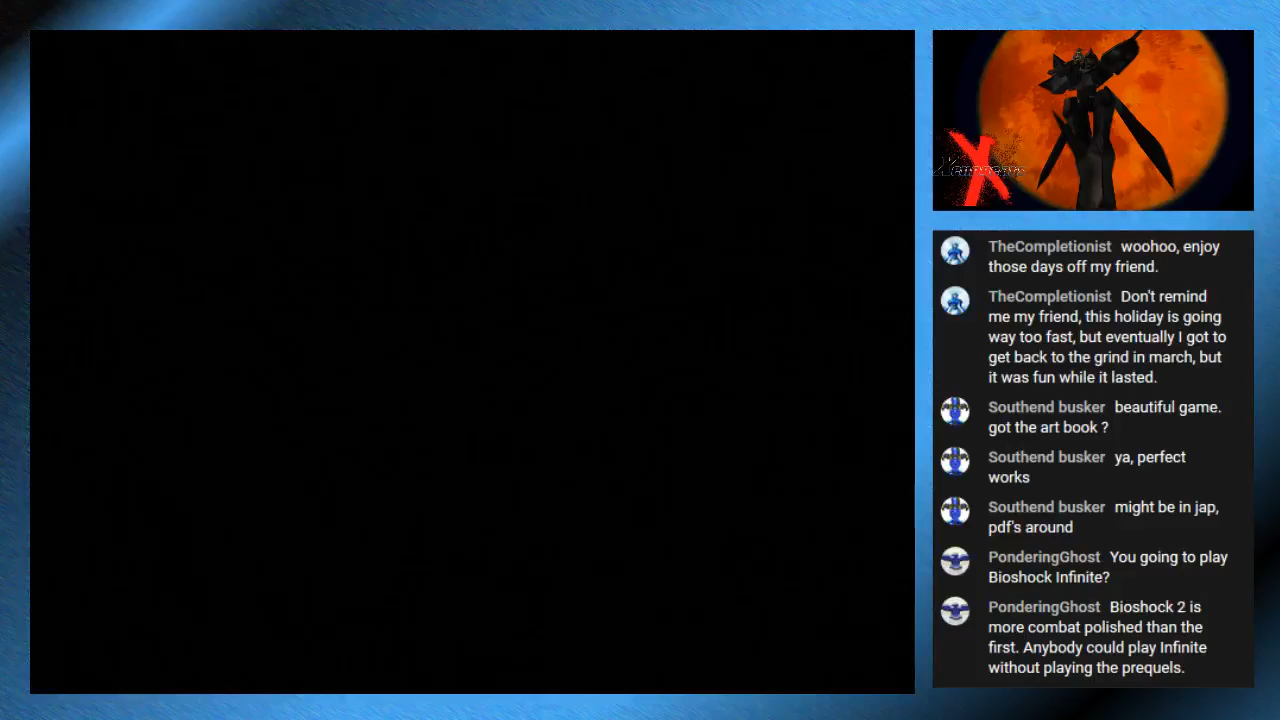 Xenogears
TheCompletionist woohoo, enjoy
those days off my friend.
TheCompletionist Don't remind
me my friend, this holiday is going
way too fast, but eventually I got to
get back to the grind in march, but
it was fun while it lasted.
Southend busker beautiful game.
got the art book ?
Southend busker ya, perfect
works
Southend busker might be in jap,
pdf's around
PonderingGhost You going to play
Bioshock Infinite?
PonderingGhost Bioshock 2 is
more combat polished than the
first. Anybody could play Infinite
without playing the prequels.